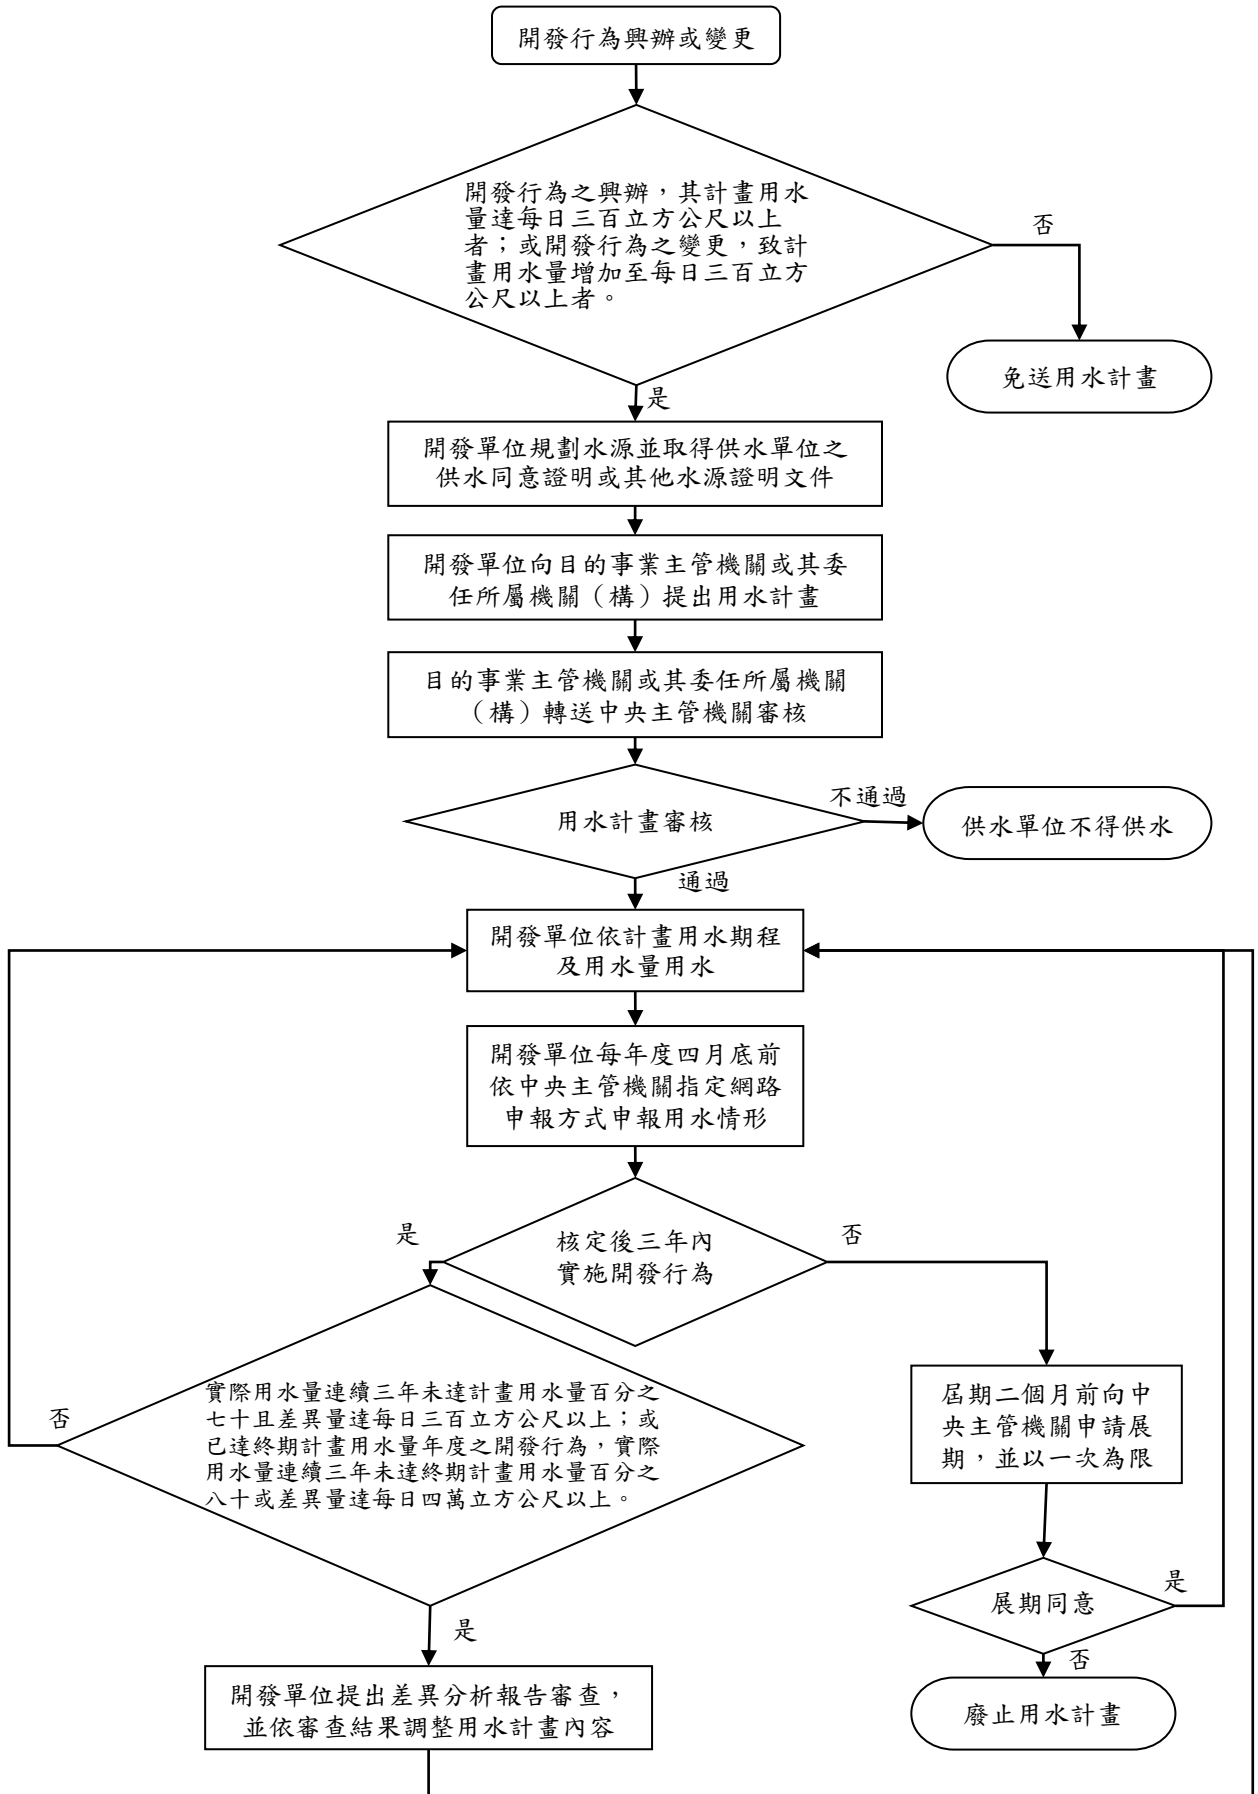 開發行為興辦或變更
開發行為之興辦，其計畫用水
量達每日三百立方公尺以上
者；或開發行為之變更，致計
畫用水量增加至每日三百立方
公尺以上者。
否
免送用水計畫
是
開發單位規劃水源並取得供水單位之
供水同意證明或其他水源證明文件
開發單位向目的事業主管機關或其委
任所屬機關（構）提出用水計畫
目的事業主管機關或其委任所屬機關
（構）轉送中央主管機關審核
用水計畫審核
不通過
供水單位不得供水
通過
開發單位依計畫用水期程
及用水量用水
開發單位每年度四月底前
依中央主管機關指定網路
申報方式申報用水情形
核定後三年內
實施開發行為
是
否
實際用水量連續三年未達計畫用水量百分之
七十且差異量達每日三百立方公尺以上；或
已達終期計畫用水量年度之開發行為，實際
用水量連續三年未達終期計畫用水量百分之
八十或差異量達每日四萬立方公尺以上。
否
屆期二個月前向中
央主管機關申請展
期，並以一次為限
展期同意
是
是
否
開發單位提出差異分析報告審查，
並依審查結果調整用水計畫內容
廢止用水計畫